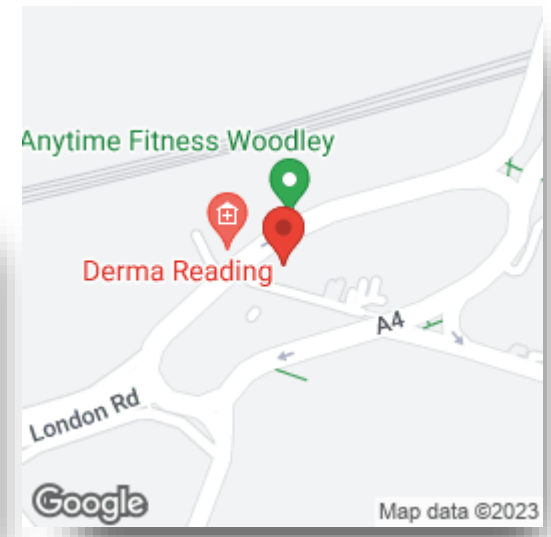 Anytime Fitness Woodley
Derma Reading
A4
London Rd
Google
Map data ©2023